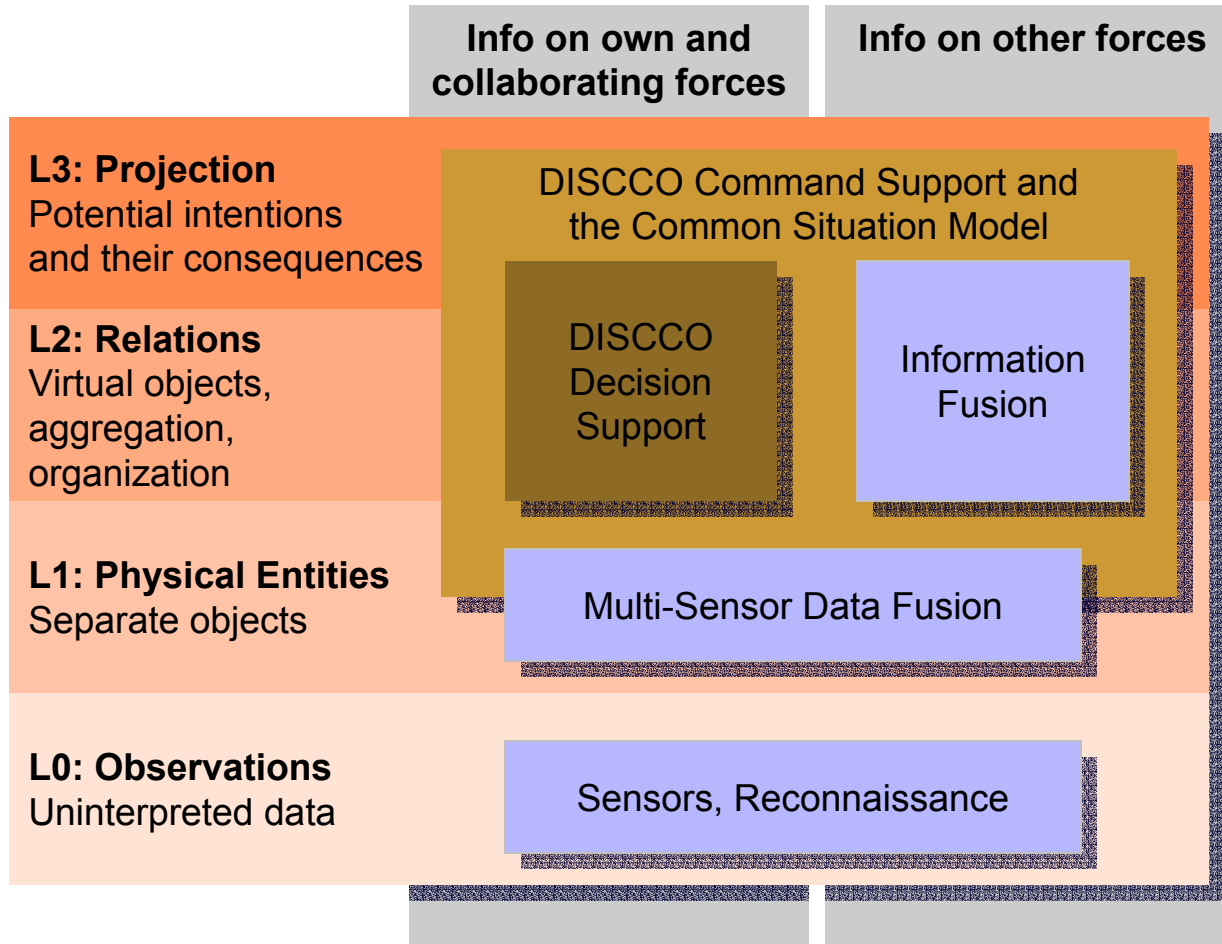 Info on own and
collaborating forces
Info on other forces
L3: Projection
Potential intentions
and their consequences
DISCCO Command Support and
the Common Situation Model
L2: Relations
Virtual objects,
aggregation,
organization
DISCCO
Decision
Support
Information
Fusion
L1: Physical Entities
Separate objects
Multi-Sensor Data Fusion
L0: Observations
Uninterpreted data
Sensors, Reconnaissance